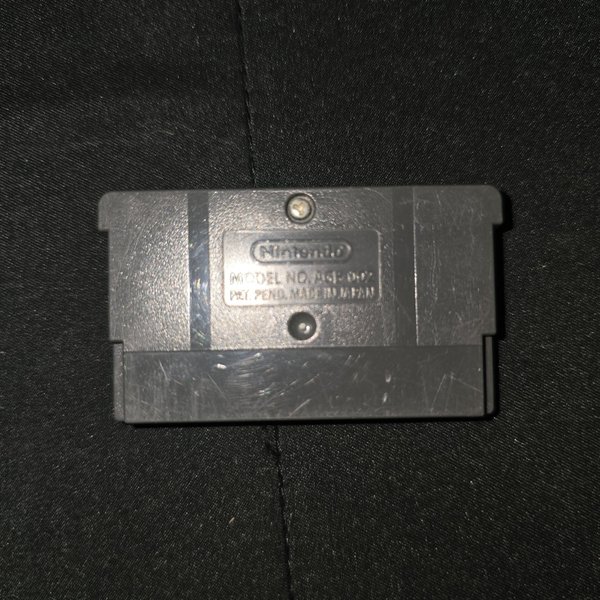 Nintendo
MODEL NO. AGB-002
PAT. PEND. MADE IN JAPAN